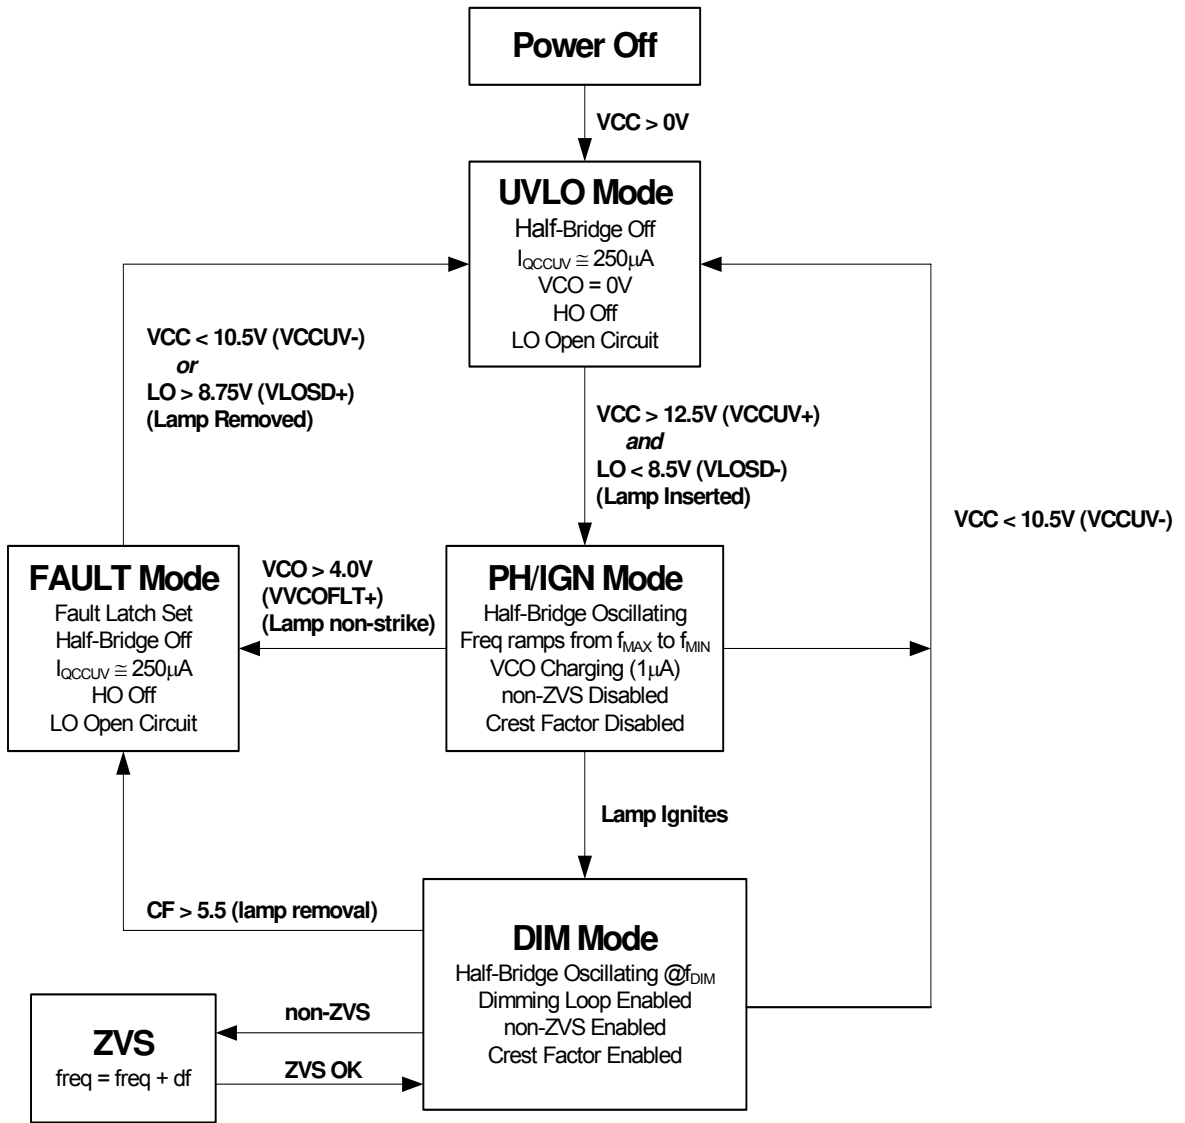 Power Off
VCC > 0V
UVLO Mode
Half-Bridge Off
IQCCUV ≅ 250μA
VCO = 0V
HO Off
LO Open Circuit
VCC < 10.5V (VCCUV-)
or
LO > 8.75V (VLOSD+)
(Lamp Removed)
VCC > 12.5V (VCCUV+)
and
LO < 8.5V (VLOSD-)
(Lamp Inserted)
VCC < 10.5V (VCCUV-)
FAULT Mode
Fault Latch Set
Half-Bridge Off
IQCCUV ≅ 250μA
HO Off
LO Open Circuit
VCO > 4.0V
(VVCOFLT+)
(Lamp non-strike)
PH/IGN Mode
Half-Bridge Oscillating
Freq ramps from fMAX to fMIN
VCO Charging (1μA)
non-ZVS Disabled
Crest Factor Disabled
Lamp Ignites
CF > 5.5 (lamp removal)
DIM Mode
Half-Bridge Oscillating @fDIM
Dimming Loop Enabled
non-ZVS Enabled
Crest Factor Enabled
non-ZVS
ZVS
freq = freq + df
ZVS OK